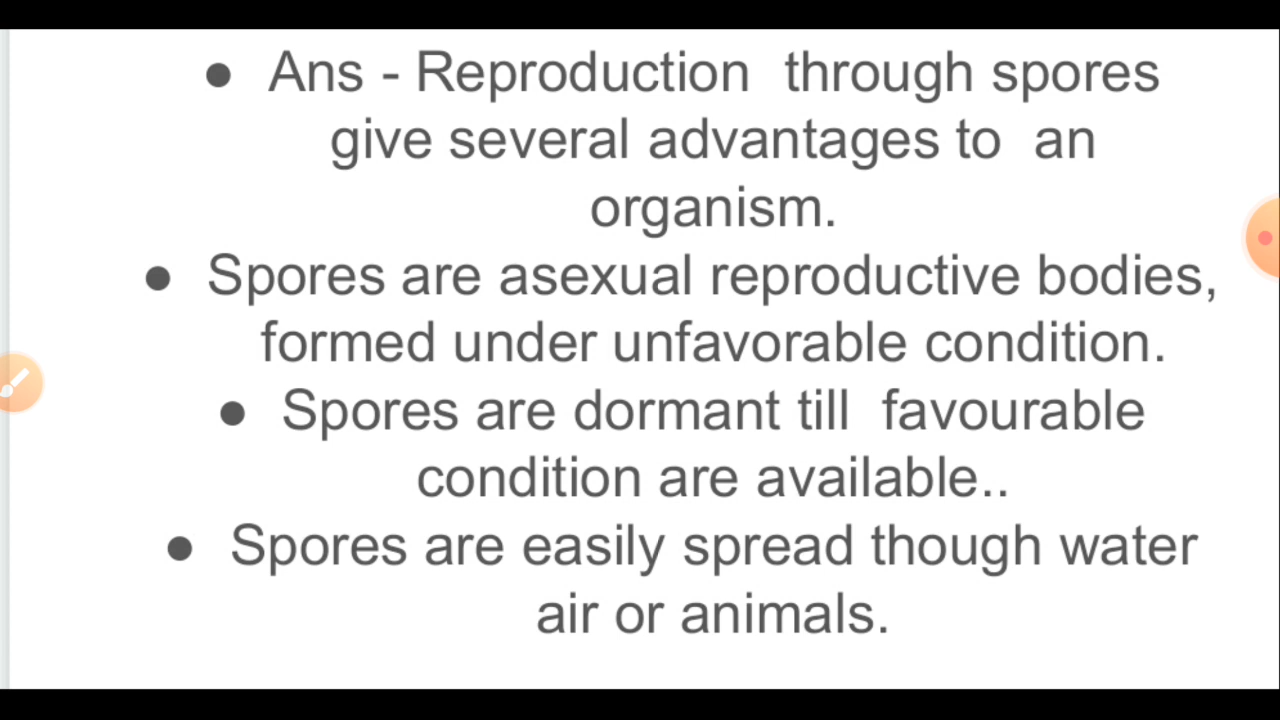 ● Ans - Reproduction  through spores
give several advantages to  an
organism.
● Spores are asexual reproductive bodies,
formed under unfavorable condition.
● Spores are dormant till  favourable
condition are available..
● Spores are easily spread though water
air or animals.